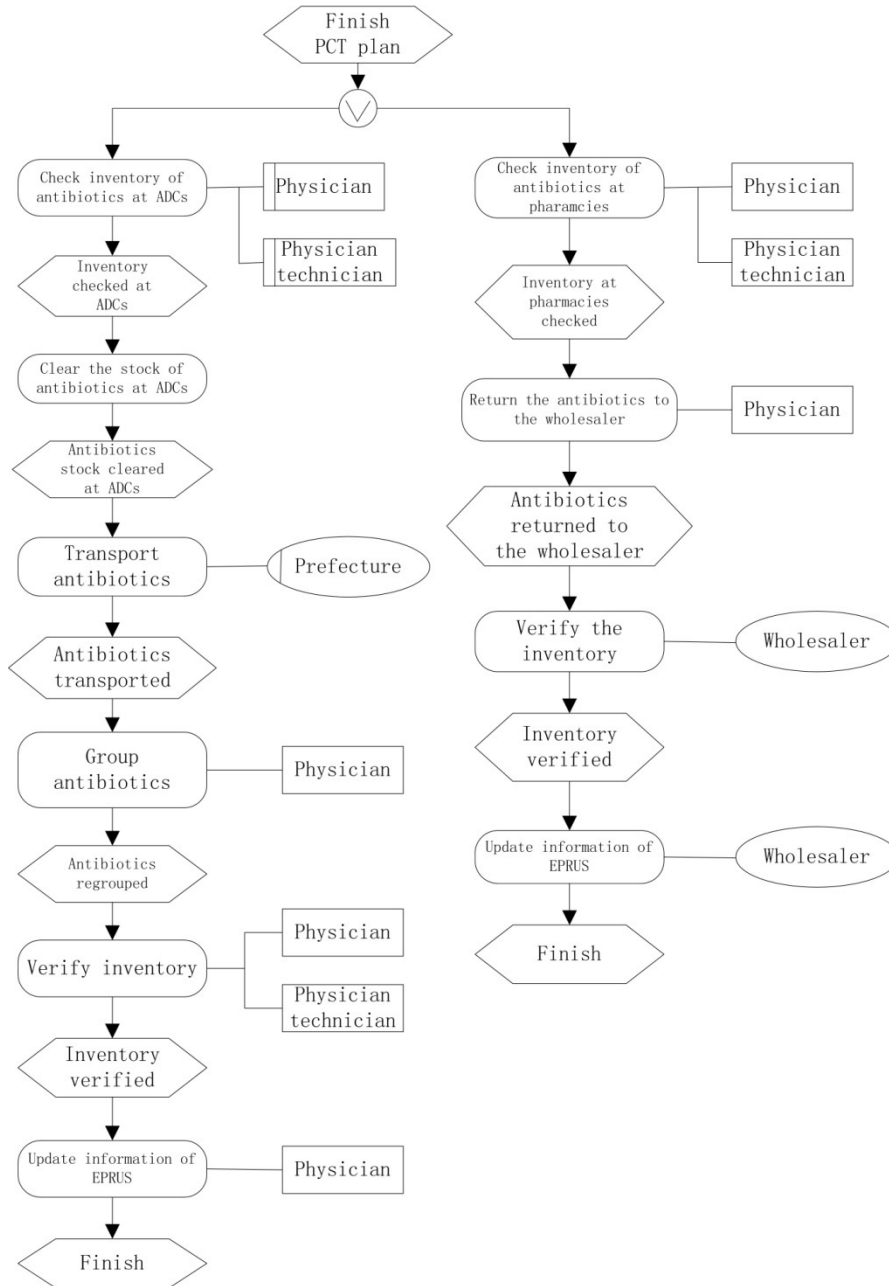 Finish
PCT plan
Check inventory of
antibiotics at ADCs
Physician
Physician
technician
Inventory
checked at
ADCs
Clear the stock of
antibiotics at ADCs
Antibiotics
stock cleared
at ADCs
Transport
antibiotics
Prefecture
Antibiotics
transported
Group
antibiotics
Physician
Antibiotics
regrouped
Verify inventory
Physician
Physician
technician
Inventory
verified
Update information of
EPRUS
Physician
Finish
Check inventory of
antibiotics at
pharamcies
Physician
Physician
technician
Inventory at
pharmacies
checked
Return the antibiotics to
the wholesaler
Physician
Antibiotics
returned to
the wholesaler
Verify the
inventory
Wholesaler
Inventory
verified
Update information of
EPRUS
Wholesaler
Finish